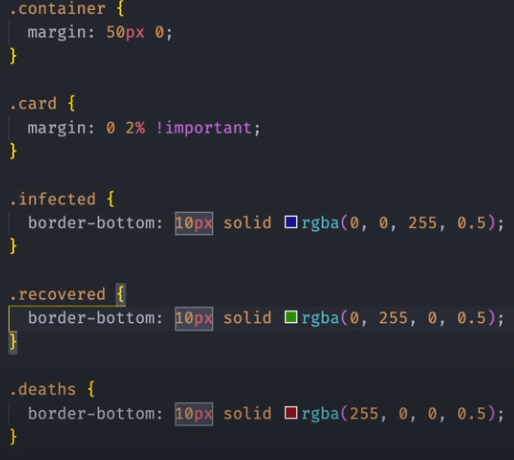 .container {
margin: 50px 0;
}
.card {
margin: 0 2% !important;
}
.infected {
border-bottom: 10px solid rgba(0, 0, 255, 0.5);
}
.recovered {
border-bottom: 10px solid rgba(0, 255, 0, 0.5);
}
.deaths {
border-bottom: 10px solid rgba(255, 0, 0, 0.5);
}